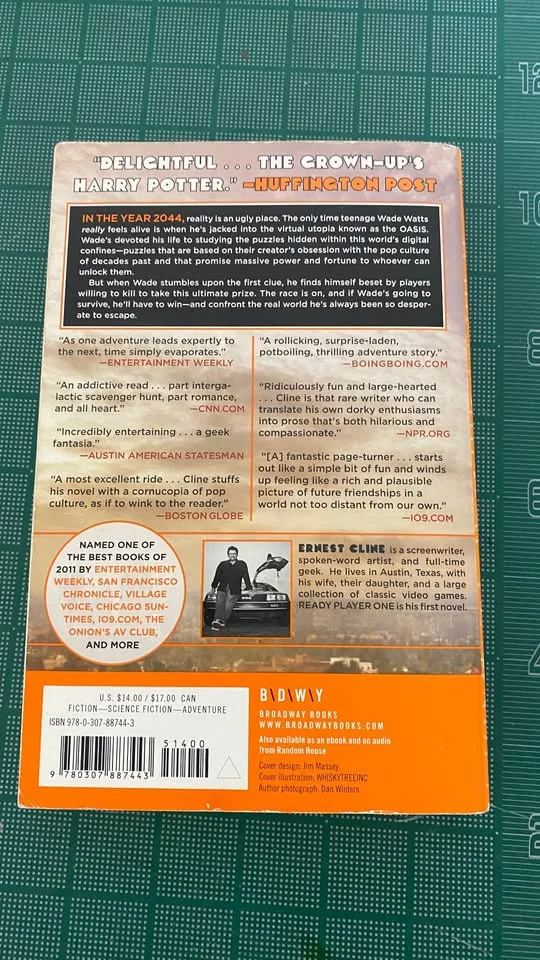 "DELIGHTFUL . . . THE GROWN-UP'S
HARRY POTTER." —HUFFINGTON POST
IN THE YEAR 2044, reality is an ugly place. The only time teenage Wade Watts
really feels alive is when he's jacked into the virtual utopia known as the OASIS.
Wade's devoted his life to studying the puzzles hidden within this world's digital
confines—puzzles that are based on their creator's obsession with the pop culture
of decades past and that promise massive power and fortune to whoever can
unlock them.
But when Wade stumbles upon the first clue, he finds himself beset by players
willing to kill to take this ultimate prize. The race is on, and if Wade's going to
survive, he'll have to win—and confront the real world he's always been so desper-
ate to escape.
"As one adventure leads expertly to
the next, time simply evaporates."
—ENTERTAINMENT WEEKLY
"An addictive read . . . part interga-
lactic scavenger hunt, part romance,
and all heart." —CNN.COM
"Incredibly entertaining . . . a geek
fantasia."
—AUSTIN AMERICAN STATESMAN
"A most excellent ride . . . Cline stuffs
his novel with a cornucopia of pop
culture, as if to wink to the reader."
—BOSTON GLOBE
"A rollicking, surprise-laden,
potboiling, thrilling adventure story."
—BOINGBOING.COM
"Ridiculously fun and large-hearted
. . . Cline is that rare writer who can
translate his own dorky enthusiasms
into prose that's both hilarious and
compassionate." —NPR.ORG
"[A] fantastic page-turner . . . starts
out like a simple bit of fun and winds
up feeling like a rich and plausible
picture of future friendships in a
world not too distant from our own."
—IO9.COM
NAMED ONE OF
THE BEST BOOKS OF
2011 BY ENTERTAINMENT
WEEKLY, SAN FRANCISCO
CHRONICLE, VILLAGE
VOICE, CHICAGO SUN-
TIMES, IO9.COM, THE
ONION'S AV CLUB,
AND MORE
ERNEST CLINE is a screenwriter,
spoken-word artist, and full-time
geek. He lives in Austin, Texas, with
his wife, their daughter, and a large
collection of classic video games.
READY PLAYER ONE is his first novel.
U.S. $14.00 / $17.00 CAN
FICTION—SCIENCE FICTION—ADVENTURE
ISBN 978-0-307-88744-3
51400
9 780307 887443
B\D\W\Y
BROADWAY BOOKS
WWW.BROADWAYBOOKS.COM
Also available as an ebook and on audio
from Random House
Cover design: Jim Massey
Cover illustration: WHISKYTREEINC
Author photograph: Dan Winters
12
10
8
6
4